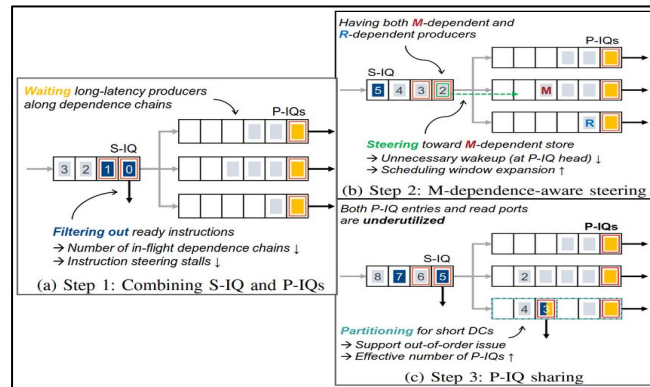 Waiting long-latency producers
along dependence chains
P-IQs
S-IQ
3 2 1 0
Filtering out ready instructions
→ Number of in-flight dependence chains ↓
→ Instruction steering stalls ↓
(a) Step 1: Combining S-IQ and P-IQs
Having both M-dependent and
R-dependent producers
P-IQs
S-IQ
5 4 3 2
M
R
Steering toward M-dependent store
→ Unnecessary wakeup (at P-IQ head) ↓
→ Scheduling window expansion ↑
(b) Step 2: M-dependence-aware steering
Both P-IQ entries and read ports
are underutilized
P-IQs
S-IQ
8 7 6 5
2
4 3
Partitioning for short DCs
→ Support out-of-order issue
→ Effective number of P-IQs ↑
(c) Step 3: P-IQ sharing